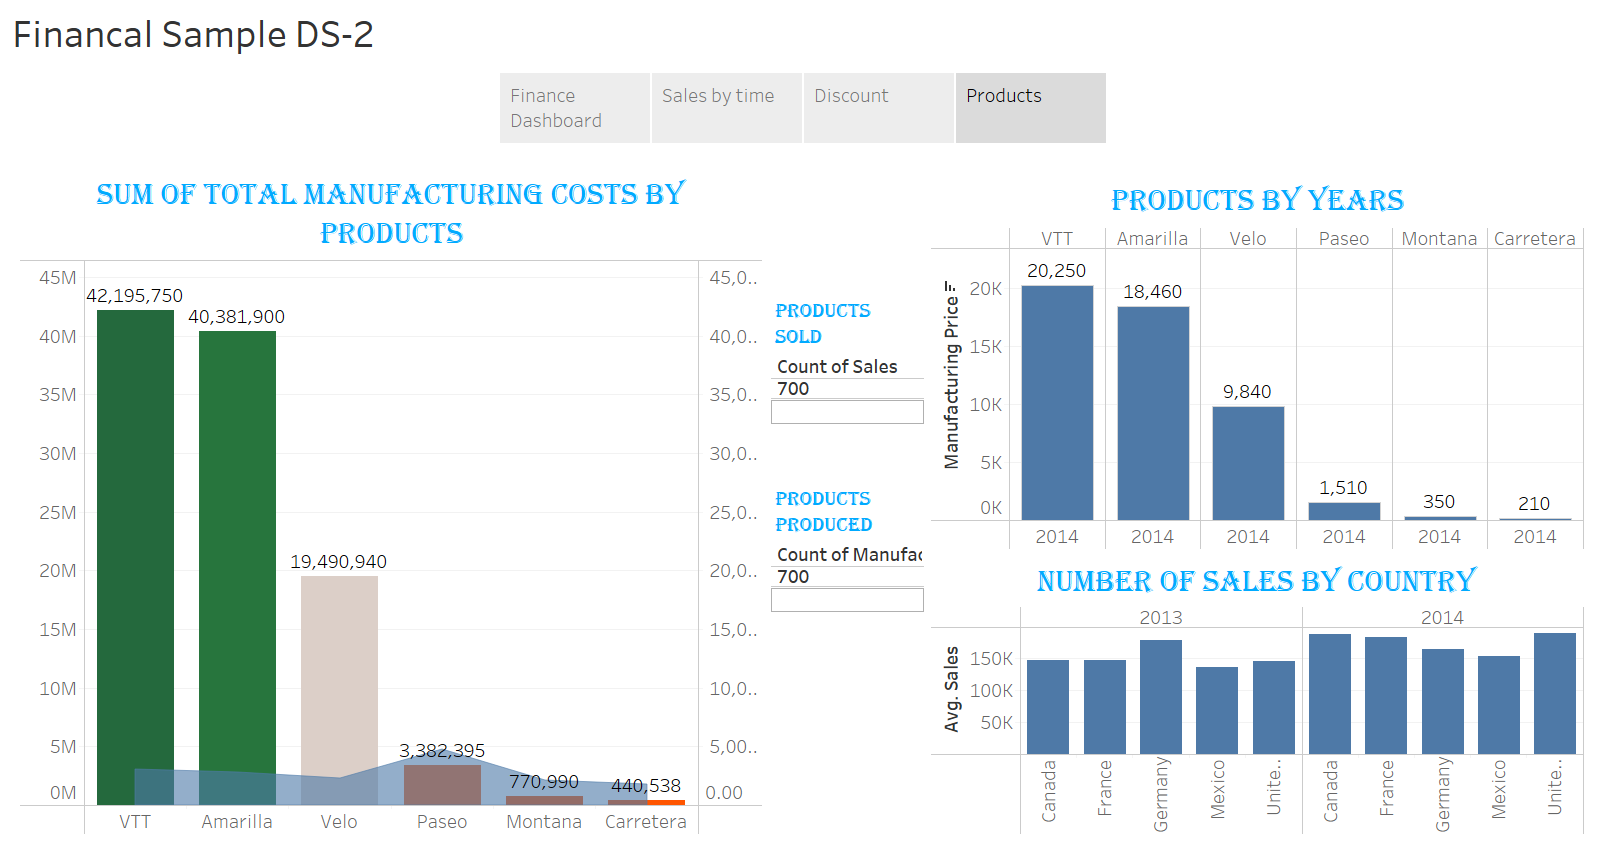 Financal Sample DS-2
Finance
Dashboard
Sales by time
Discount
Products
SUM OF TOTAL MANUFACTURING COSTS BY
PRODUCTS
45M
40M
35M
30M
25M
20M
15M
10M
5M
0M
42,195,750
40,381,900
19,490,940
3,382,395
770,990
440,538
45,0..
40,0..
35,0..
30,0..
25,0..
20,0..
15,0..
10,0..
5,00..
0.00
VTT
Amarilla
Velo
Paseo
Montana
Carretera
PRODUCTS
SOLD
Count of Sales
700
PRODUCTS
PRODUCED
Count of Manufac
700
PRODUCTS BY YEARS
VTT
Amarilla
Velo
Paseo
Montana
Carretera
Manufacturing Price
20K
15K
10K
5K
0K
20,250
18,460
9,840
1,510
350
210
2014
2014
2014
2014
2014
2014
NUMBER OF SALES BY COUNTRY
2013
2014
Avg. Sales
150K
100K
50K
Canada
France
Germany
Mexico
Unite..
Canada
France
Germany
Mexico
Unite..